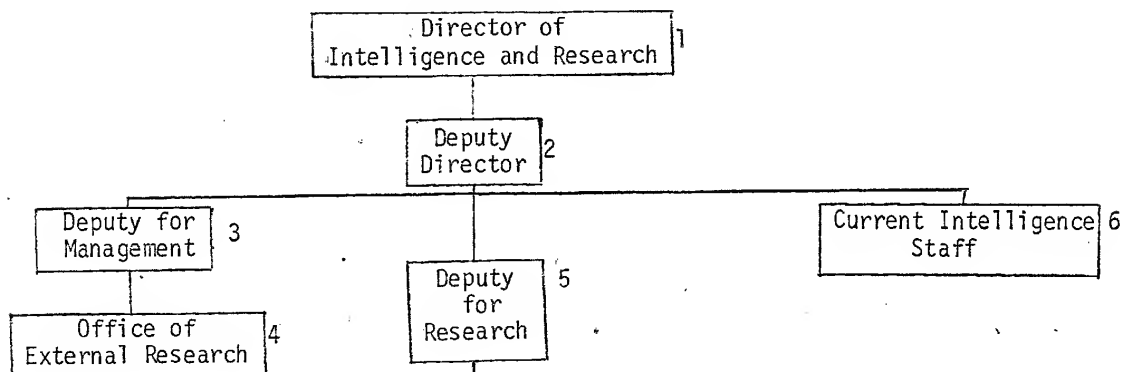 Director of
Intelligence and Research 1
Deputy
Director 2
Deputy for
Management 3
Office of
External Research 4
Deputy
for
Research 5
Current Intelligence 6
Staff